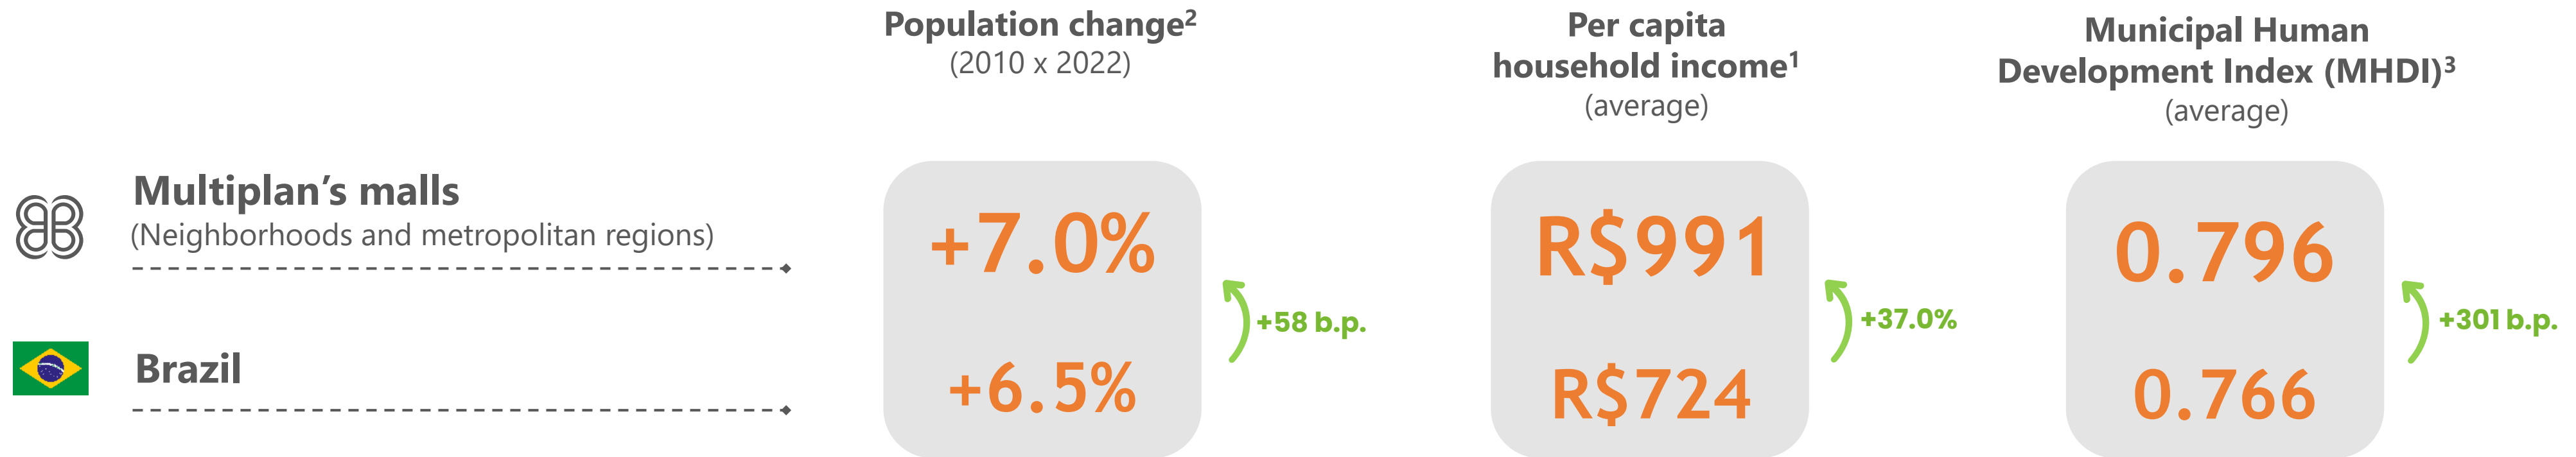 Population change²
(2010 x 2022)
Per capita
household income¹
(average)
Municipal Human
Development Index (MHDI)³
(average)
Multiplan’s malls
(Neighborhoods and metropolitan regions)
+7.0%
R$991
0.796
+58 b.p.
+37.0%
+301 b.p.
Brazil
+6.5%
R$724
0.766